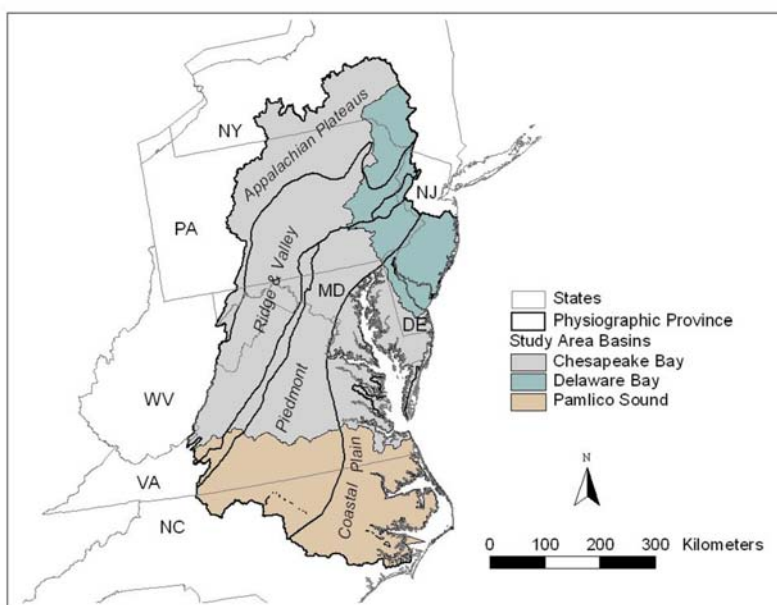 NY
Appalachian Plateaus
NJ
PA
Ridge & Valley
MD
DE
States
Physiographic Province
Study Area Basins
Chesapeake Bay
Delaware Bay
Pamlico Sound
WV
Piedmont
VA
Coastal Plain
NC
N
0 100 200 300 Kilometers